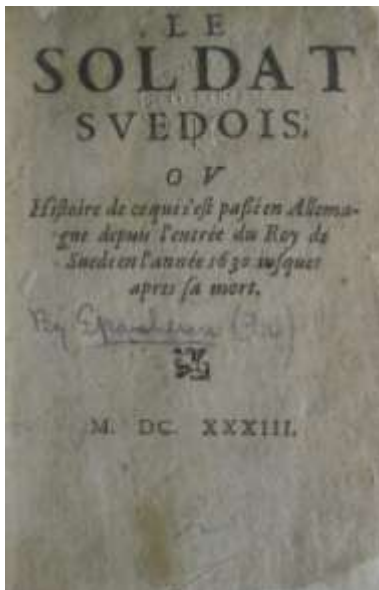 LE
SOLDAT
SVEDOIS;
OV
Histoire de ce qui s'est passé en Allema-
gne depuis l'entrée du Roy de
Suede en l'année 1630 iusques
apres sa mort.
By
M. DC. XXXIII.